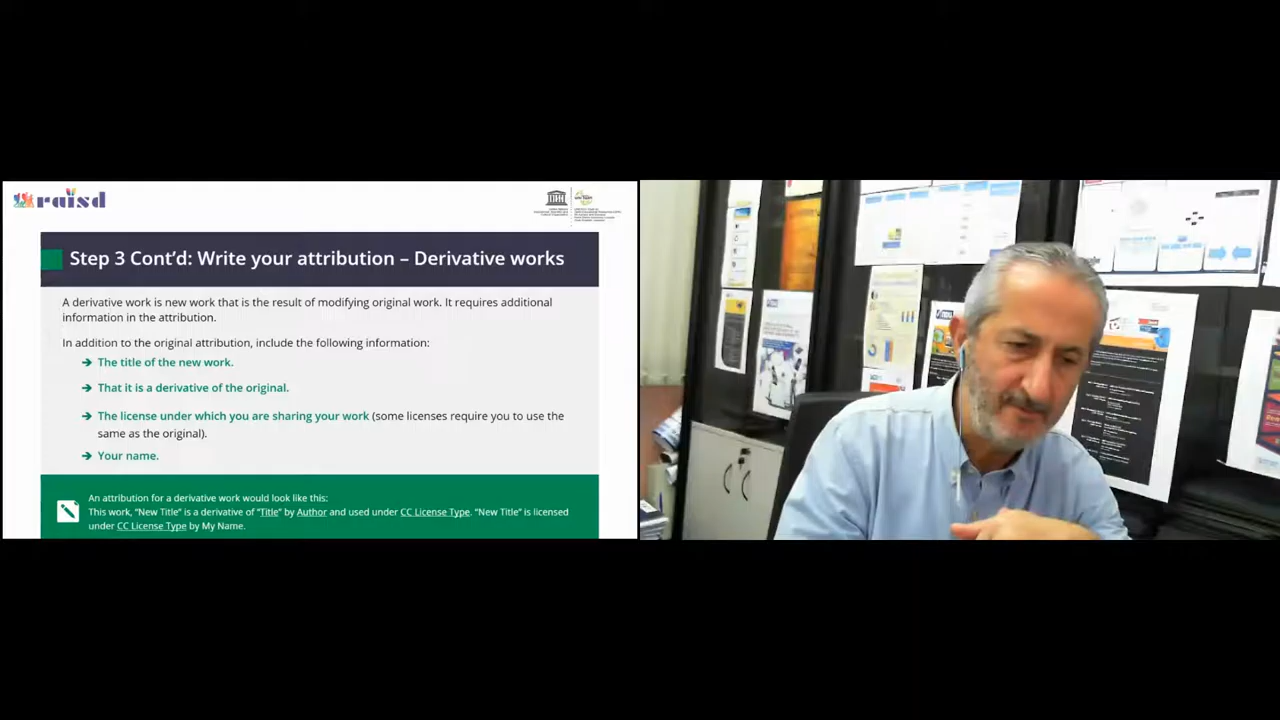 raisd
Step 3 Cont’d: Write your attribution – Derivative works
A derivative work is new work that is the result of modifying original work. It requires additional
information in the attribution.
In addition to the original attribution, include the following information:
➔ The title of the new work.
➔ That it is a derivative of the original.
➔ The license under which you are sharing your work (some licenses require you to use the
same as the original).
➔ Your name.
An attribution for a derivative work would look like this:
This work, “New Title” is a derivative of “Title” by Author and used under CC License Type. “New Title” is licensed
under CC License Type by My Name.